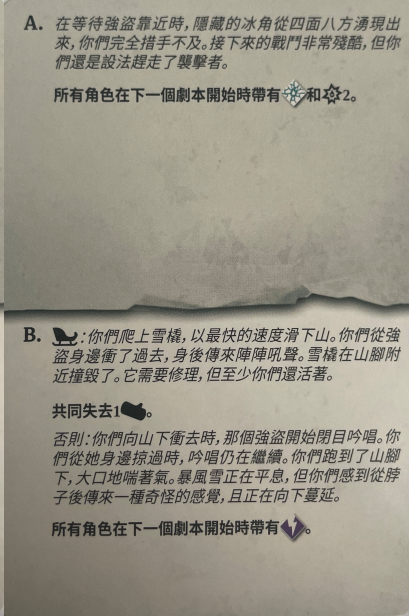 A. 在等待強盜靠近時，隱藏的冰角從四面八方湧現出
來，你們完全措手不及。接下來的戰鬥非常殘酷，但你
們還是設法趕走了襲擊者。
所有角色在下一個劇本開始時帶有和2。
B. ：你們爬上雪橇，以最快的速度滑下山。你們從強
盜身邊衝了過去，身後傳來陣陣吼聲。雪橇在山腳附
近撞毀了。它需要修理，但至少你們還活著。
共同失去1。
否則：你們向山下衝去時，那個強盜開始閉目吟唱。你
們從她身邊掠過時，吟唱仍在繼續。你們跑到了山腳
下，大口地喘著氣。暴風雪正在平息，但你們感到從脖
子後傳來一種奇怪的感覺，且正在向下蔓延。
所有角色在下一個劇本開始時帶有。